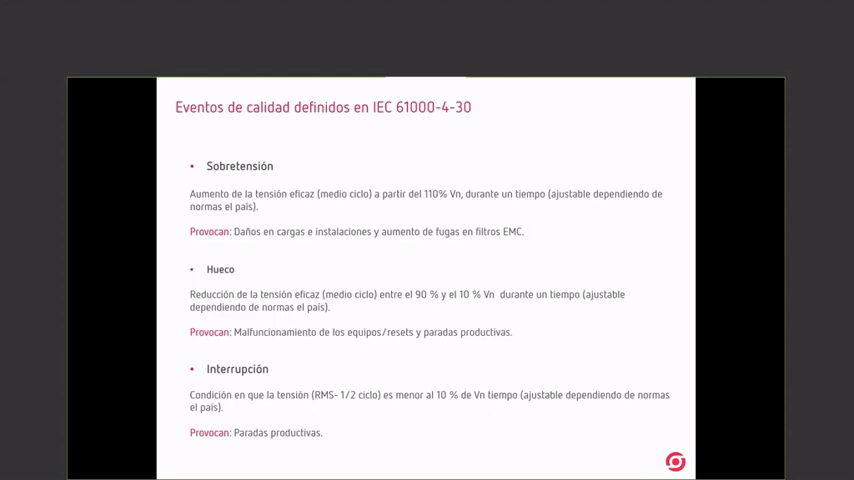 Eventos de calidad definidos en IEC 61000-4-30
• Sobretensión
Aumento de la tensión eficaz (medio ciclo) a partir del 110% Vn, durante un tiempo (ajustable dependiendo de
normas el país).
Provocan: Daños en cargas e instalaciones y aumento de fugas en filtros EMC.
• Hueco
Reducción de la tensión eficaz (medio ciclo) entre el 90 % y el 10 % Vn durante un tiempo (ajustable
dependiendo de normas el país).
Provocan: Malfuncionamiento de los equipos/resets y paradas productivas.
• Interrupción
Condición en que la tensión (RMS- 1/2 ciclo) es menor al 10 % de Vn tiempo (ajustable dependiendo de normas
el país).
Provocan: Paradas productivas.